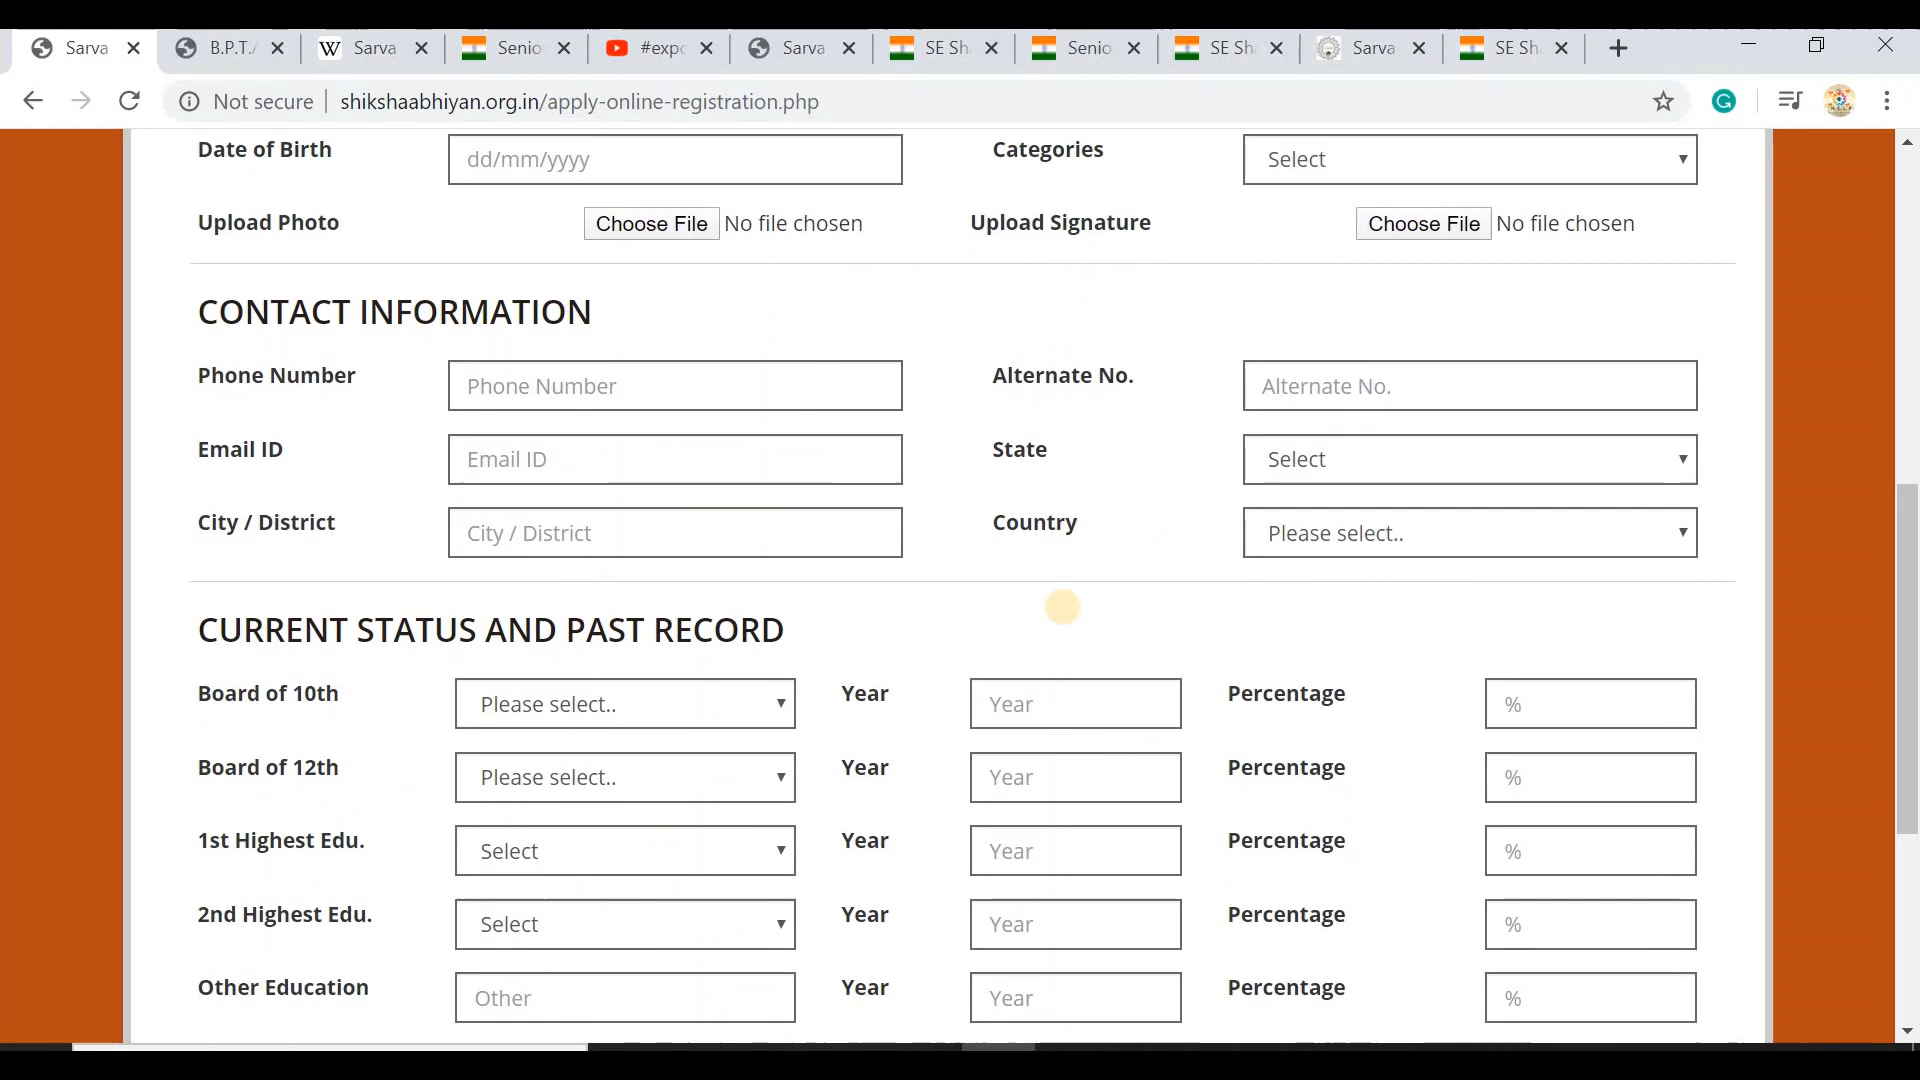 Sarva
B.P.T.
Sarva
Senio
#expo
Sarva
SE Sh
Senio
SE Sh
Sarva
SE Sh
Not secure
shikshaabhiyan.org.in/apply-online-registration.php
Date of Birth dd/mm/yyyy Categories Select
Upload Photo Choose File No file chosen Upload Signature Choose File No file chosen
CONTACT INFORMATION
Phone Number Phone Number Alternate No. Alternate No.
Email ID Email ID State Select
City / District City / District Country Please select..
CURRENT STATUS AND PAST RECORD
Board of 10th Please select.. Year Year Percentage %
Board of 12th Please select.. Year Year Percentage %
1st Highest Edu. Select Year Year Percentage %
2nd Highest Edu. Select Year Year Percentage %
Other Education Other Year Year Percentage %